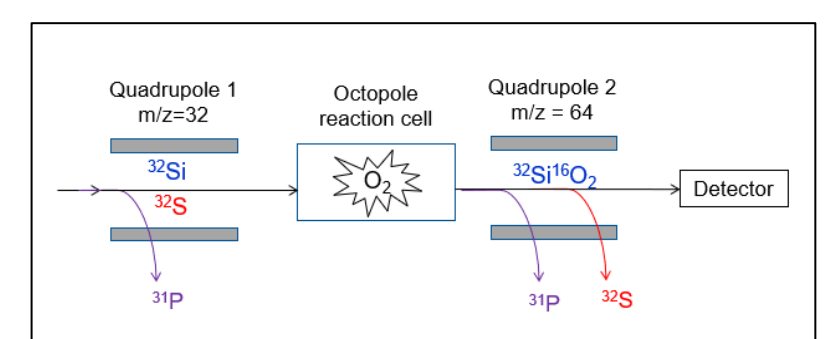 Quadrupole 1
m/z=32
Octopole
reaction cell
Quadrupole 2
m/z = 64
³²Si
³²S
O₂
³²Si¹⁶O₂
Detector
³¹P
³¹P
³²S